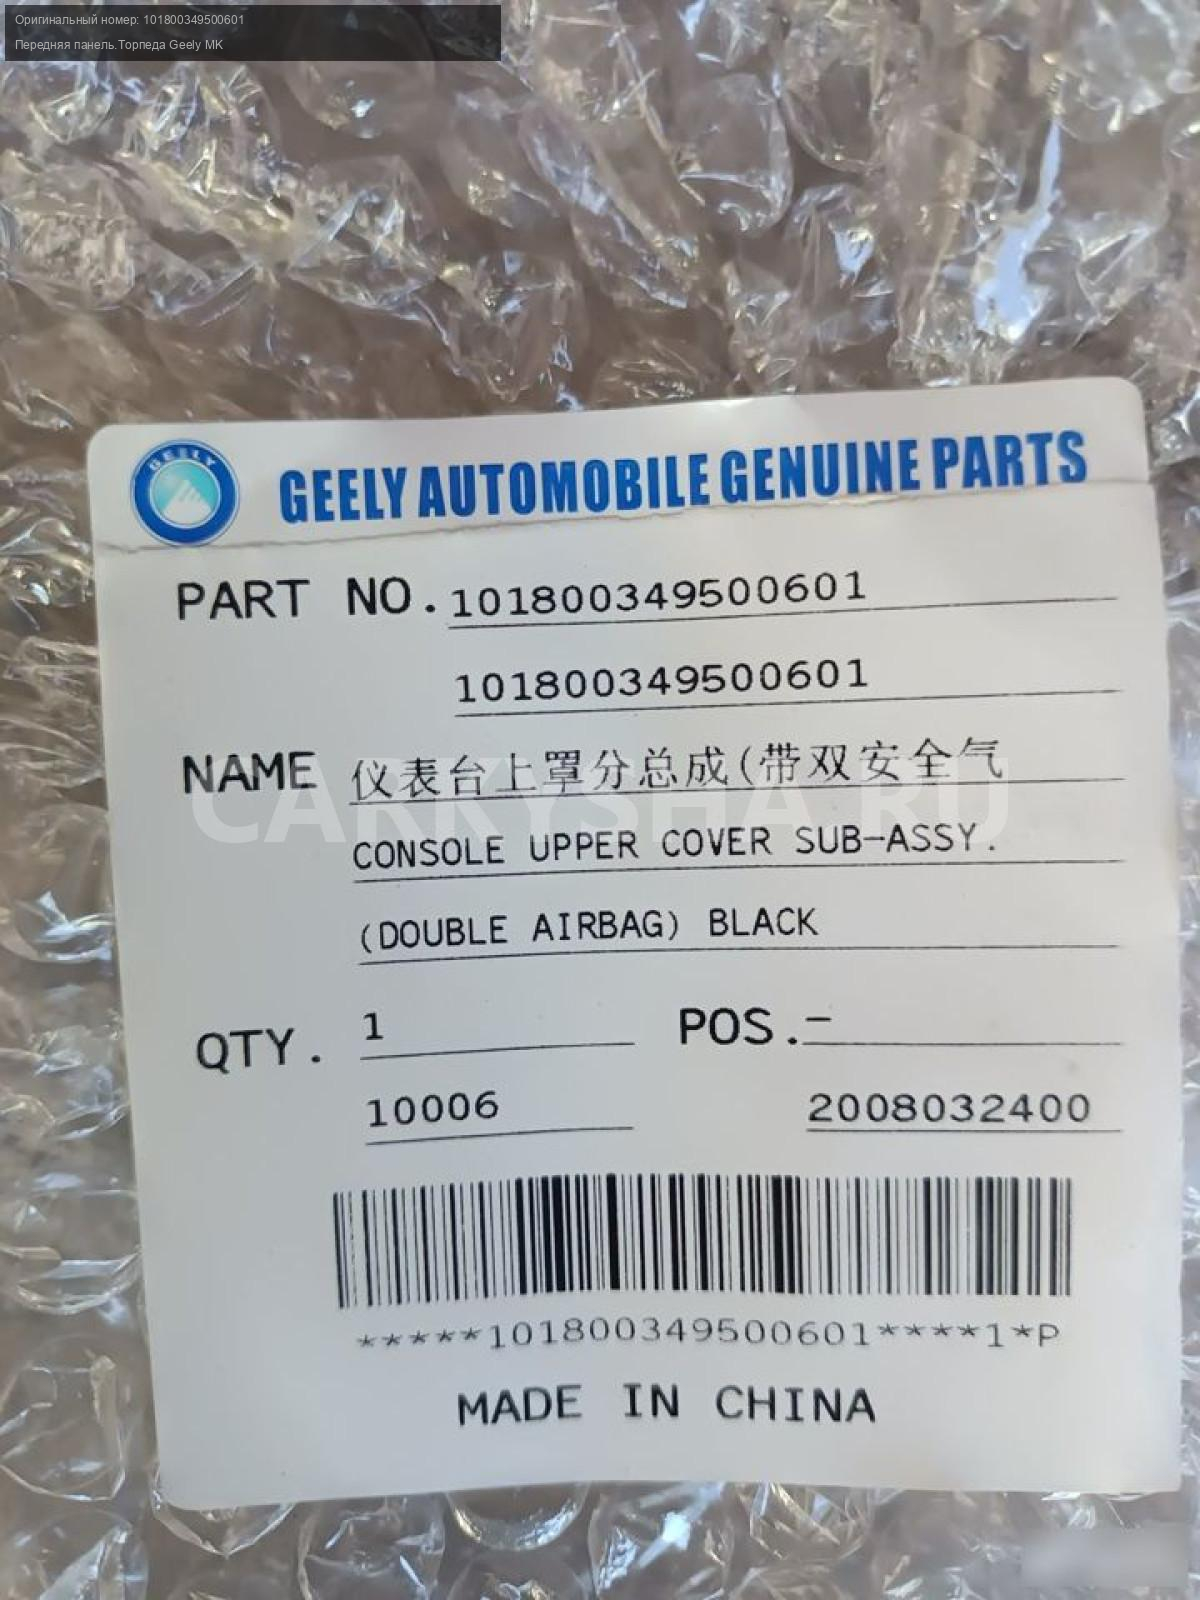 Оригинальный номер: 101800349500601
Передняя панель.Торпеда Geely MK
GEELY
GEELY AUTOMOBILE GENUINE PARTS
PART NO. 101800349500601
101800349500601
NAME 仪表台上罩分总成(带双安全气
CARKYSHA.RU
CONSOLE UPPER COVER SUB-ASSY.
(DOUBLE AIRBAG) BLACK
QTY. 1 POS. -
10006 2008032400
*****101800349500601****1*P
MADE IN CHINA